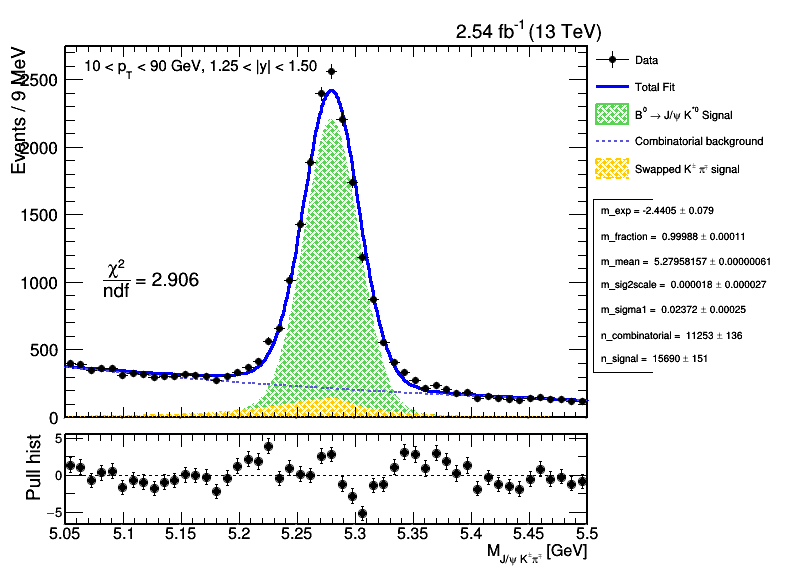 2.54 fb⁻¹ (13 TeV)
Events / 9 MeV
10 < p_T < 90 GeV, 1.25 < |y| < 1.50
2500
2000
1500
1000
500
0
χ²/ndf = 2.906
Data
Total Fit
B⁰ → J/ψ K*⁰ Signal
Combinatorial background
Swapped K± π∓ signal
m_exp = -2.4405 ± 0.079
m_fraction = 0.99988 ± 0.00011
m_mean = 5.27958157 ± 0.00000061
m_sig2scale = 0.000018 ± 0.000027
m_sigma1 = 0.02372 ± 0.00025
n_combinatorial = 11253 ± 136
n_signal = 15690 ± 151
Pull hist
5
0
−5
5.05 5.1 5.15 5.2 5.25 5.3 5.35 5.4 5.45 5.5
M_J/ψ K±π∓ [GeV]